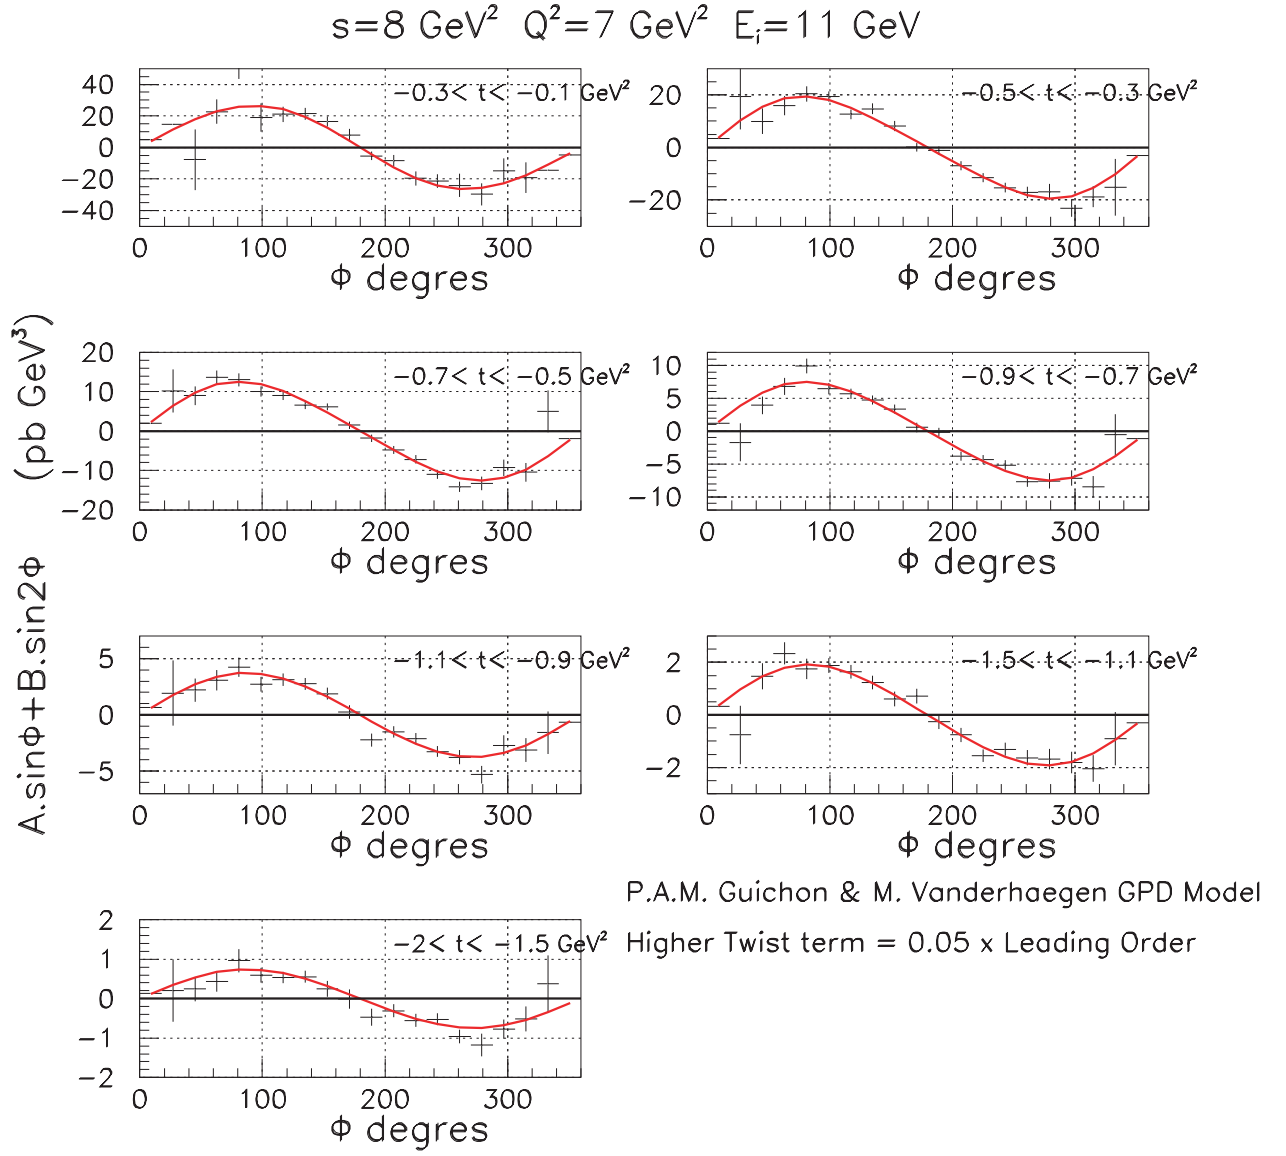 s=8 GeV² Q²=7 GeV² Eᵢ=11 GeV
A.sinΦ+B.sin2Φ (pb GeV³)
−0.3< t< −0.1 GeV²
40
20
0
−20
−40
0 100 200 300
Φ degres
−0.5< t< −0.3 GeV²
20
0
−20
0 100 200 300
Φ degres
−0.7< t< −0.5 GeV²
20
10
0
−10
−20
0 100 200 300
Φ degres
−0.9< t< −0.7 GeV²
10
5
0
−5
−10
0 100 200 300
Φ degres
−1.1< t< −0.9 GeV²
5
0
−5
0 100 200 300
Φ degres
−1.5< t< −1.1 GeV²
2
0
−2
0 100 200 300
Φ degres
−2< t< −1.5 GeV²
2
1
0
−1
−2
0 100 200 300
Φ degres
P.A.M. Guichon & M. Vanderhaegen GPD Model
Higher Twist term = 0.05 x Leading Order